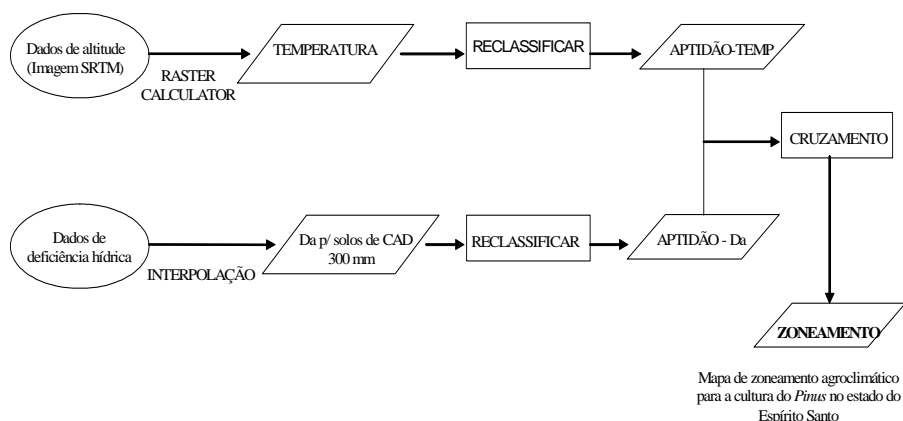 Dados de altitude
(Imagem SRTM)
RASTER
CALCULATOR
TEMPERATURA
RECLASSIFICAR
APTIDÃO-TEMP
CRUZAMENTO
Dados de
deficiência hídrica
INTERPOLAÇÃO
Da p/ solos de CAD
300 mm
RECLASSIFICAR
APTIDÃO - Da
ZONEAMENTO
Mapa de zoneamento agroclimático
para a cultura do Pinus no estado do
Espírito Santo